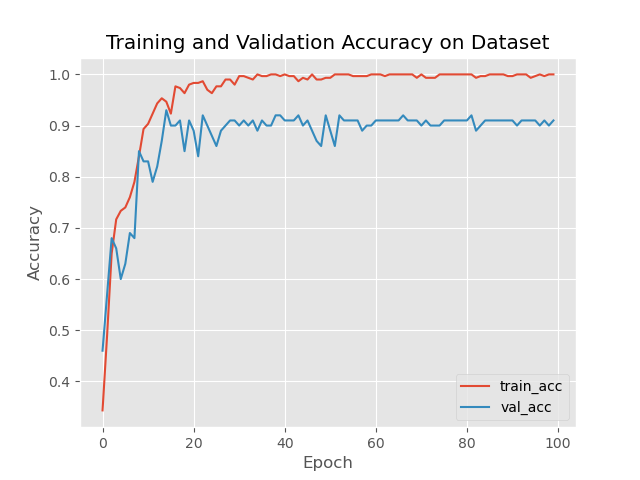 Training and Validation Accuracy on Dataset
1.0
0.9
0.8
0.7
0.6
0.5
0.4
Accuracy
0 20 40 60 80 100
Epoch
train_acc
val_acc